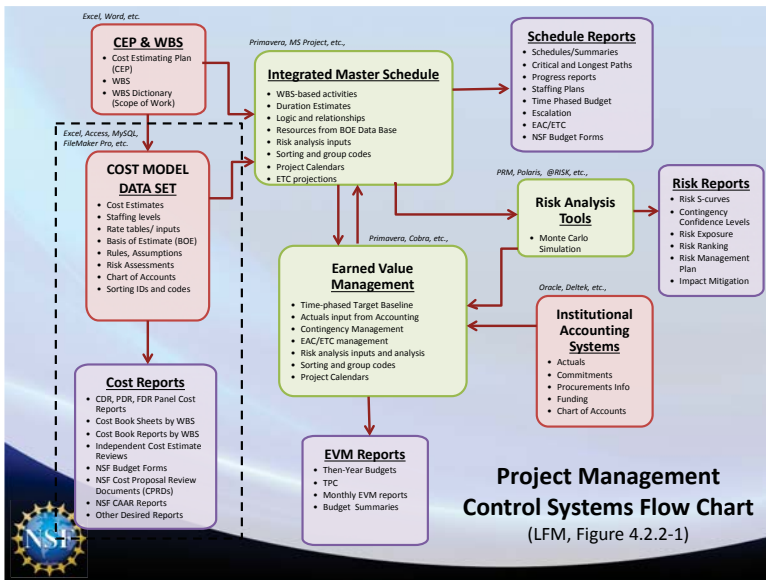 Excel, Word, etc.
CEP & WBS
• Cost Estimating Plan
(CEP)
• WBS
• WBS Dictionary
(Scope of Work)
Primavera, MS Project, etc.,
Integrated Master Schedule
• WBS-based activities
• Duration Estimates
• Logic and relationships
• Resources from BOE Data Base
• Risk analysis inputs
• Sorting and group codes
• Project Calendars
• ETC projections
Schedule Reports
• Schedules/Summaries
• Critical and Longest Paths
• Progress reports
• Staffing Plans
• Time Phased Budget
• Escalation
• EAC/ETC
• NSF Budget Forms
Excel, Access, MySQL,
FileMaker Pro, etc.
COST MODEL
DATA SET
• Cost Estimates
• Staffing levels
• Rate tables/ inputs
• Basis of Estimate (BOE)
• Rules, Assumptions
• Risk Assessments
• Chart of Accounts
• Sorting IDs and codes
PRM, Polaris, @RISK, etc.,
Risk Analysis
Tools
• Monte Carlo
Simulation
Risk Reports
• Risk S-curves
• Contingency
Confidence Levels
• Risk Exposure
• Risk Ranking
• Risk Management
Plan
• Impact Mitigation
Primavera, Cobra, etc.,
Earned Value
Management
• Time-phased Target Baseline
• Actuals input from Accounting
• Contingency Management
• EAC/ETC management
• Risk analysis inputs and analysis
• Sorting and group codes
• Project Calendars
Oracle, Deltek, etc.,
Institutional
Accounting
Systems
• Actuals
• Commitments
• Procurements Info
• Funding
• Chart of Accounts
Cost Reports
• CDR, PDR, FDR Panel Cost
Reports
• Cost Book Sheets by WBS
• Cost Book Reports by WBS
• Independent Cost Estimate
Reviews
• NSF Budget Forms
• NSF Cost Proposal Review
Documents (CPRDs)
• NSF CAAR Reports
• Other Desired Reports
EVM Reports
• Then-Year Budgets
• TPC
• Monthly EVM reports
• Budget Summaries
Project Management
Control Systems Flow Chart
(LFM, Figure 4.2.2-1)
NSF